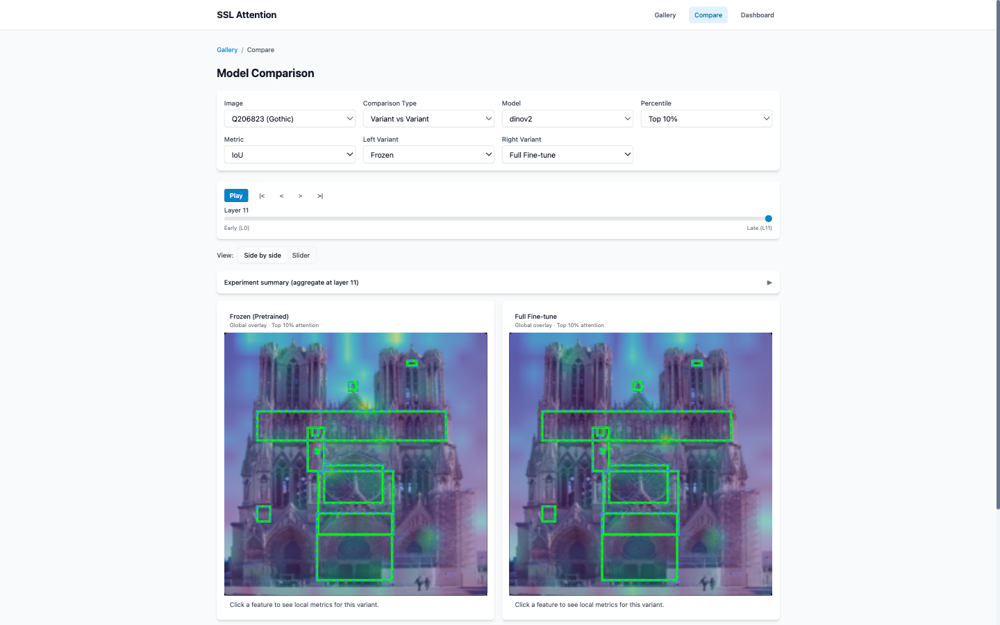 SSL Attention
Gallery
Compare
Dashboard
Gallery / Compare
Model Comparison
Image
Comparison Type
Model
Percentile
Q206823 (Gothic)
Variant vs Variant
dinov2
Top 10%
Metric
Left Variant
Right Variant
IoU
Frozen
Full Fine-tune
Play |< < > >|
Layer 11
Early (L0)
Late (L11)
View: Side by side Slider
Experiment summary (aggregate at layer 11)
Frozen (Pretrained)
Global overlay · Top 10% attention
Click a feature to see local metrics for this variant.
Full Fine-tune
Global overlay · Top 10% attention
Click a feature to see local metrics for this variant.